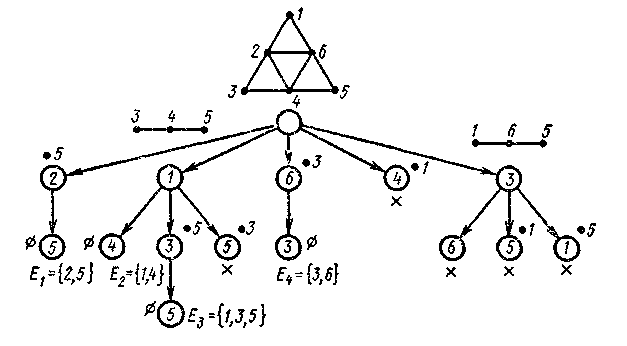 1
2 6
3 4 5
3 4 5
1 6 5
•5 2
1
6 •3
4 •1
×
3
∅ 5
∅ 4
3 •5
5 •3
×
3 ∅
6
×
5 •1
×
1 •5
×
E₁={2,5}
E₂={1,4}
E₄={3,6}
∅ 5 E₃={1,3,5}